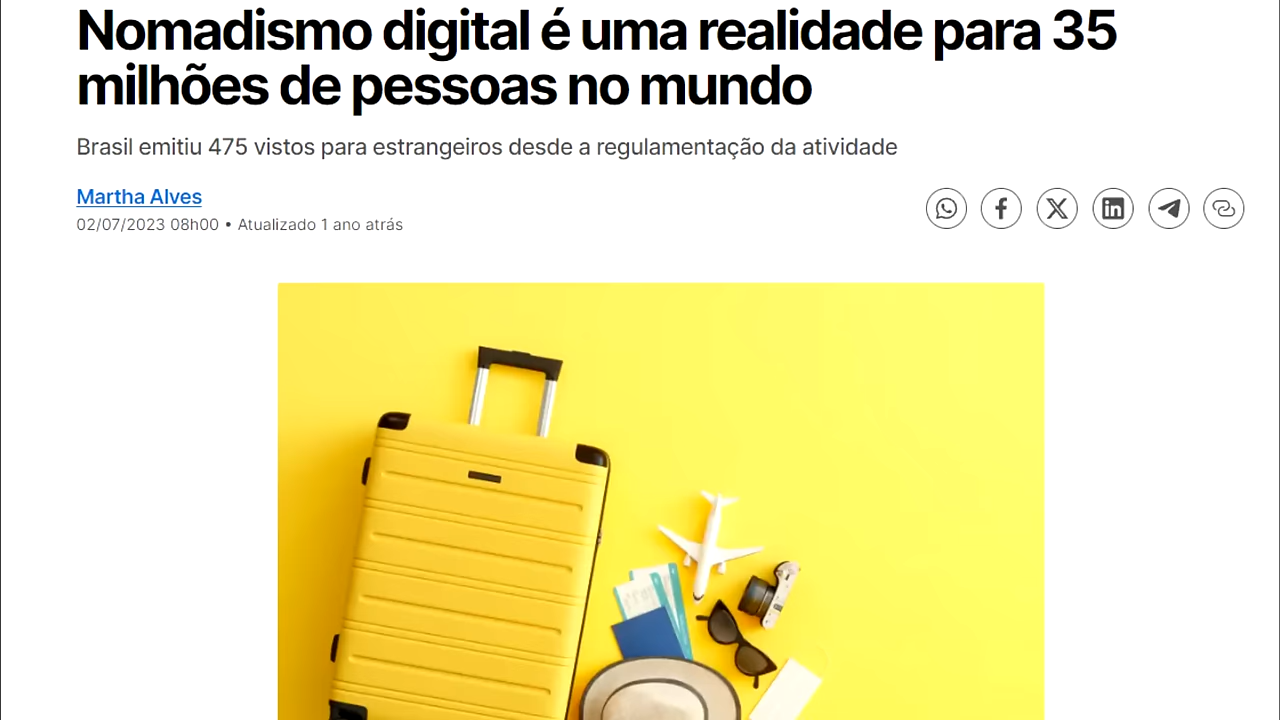 Nomadismo digital é uma realidade para 35
milhões de pessoas no mundo
Brasil emitiu 475 vistos para estrangeiros desde a regulamentação da atividade
Martha Alves
02/07/2023 08h00 • Atualizado 1 ano atrás